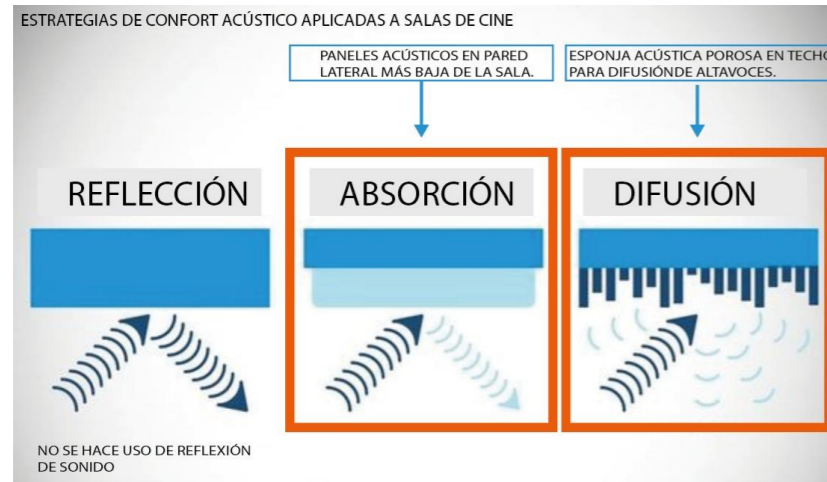 ESTRATEGIAS DE CONFORT ACÚSTICO APLICADAS A SALAS DE CINE
PANELES ACÚSTICOS EN PARED
LATERAL MÁS BAJA DE LA SALA.
ESPONJA ACÚSTICA POROSA EN TECHO
PARA DIFUSIÓNDE ALTAVOCES.
REFLECCIÓN
ABSORCIÓN
DIFUSIÓN
NO SE HACE USO DE REFLEXIÓN
DE SONIDO